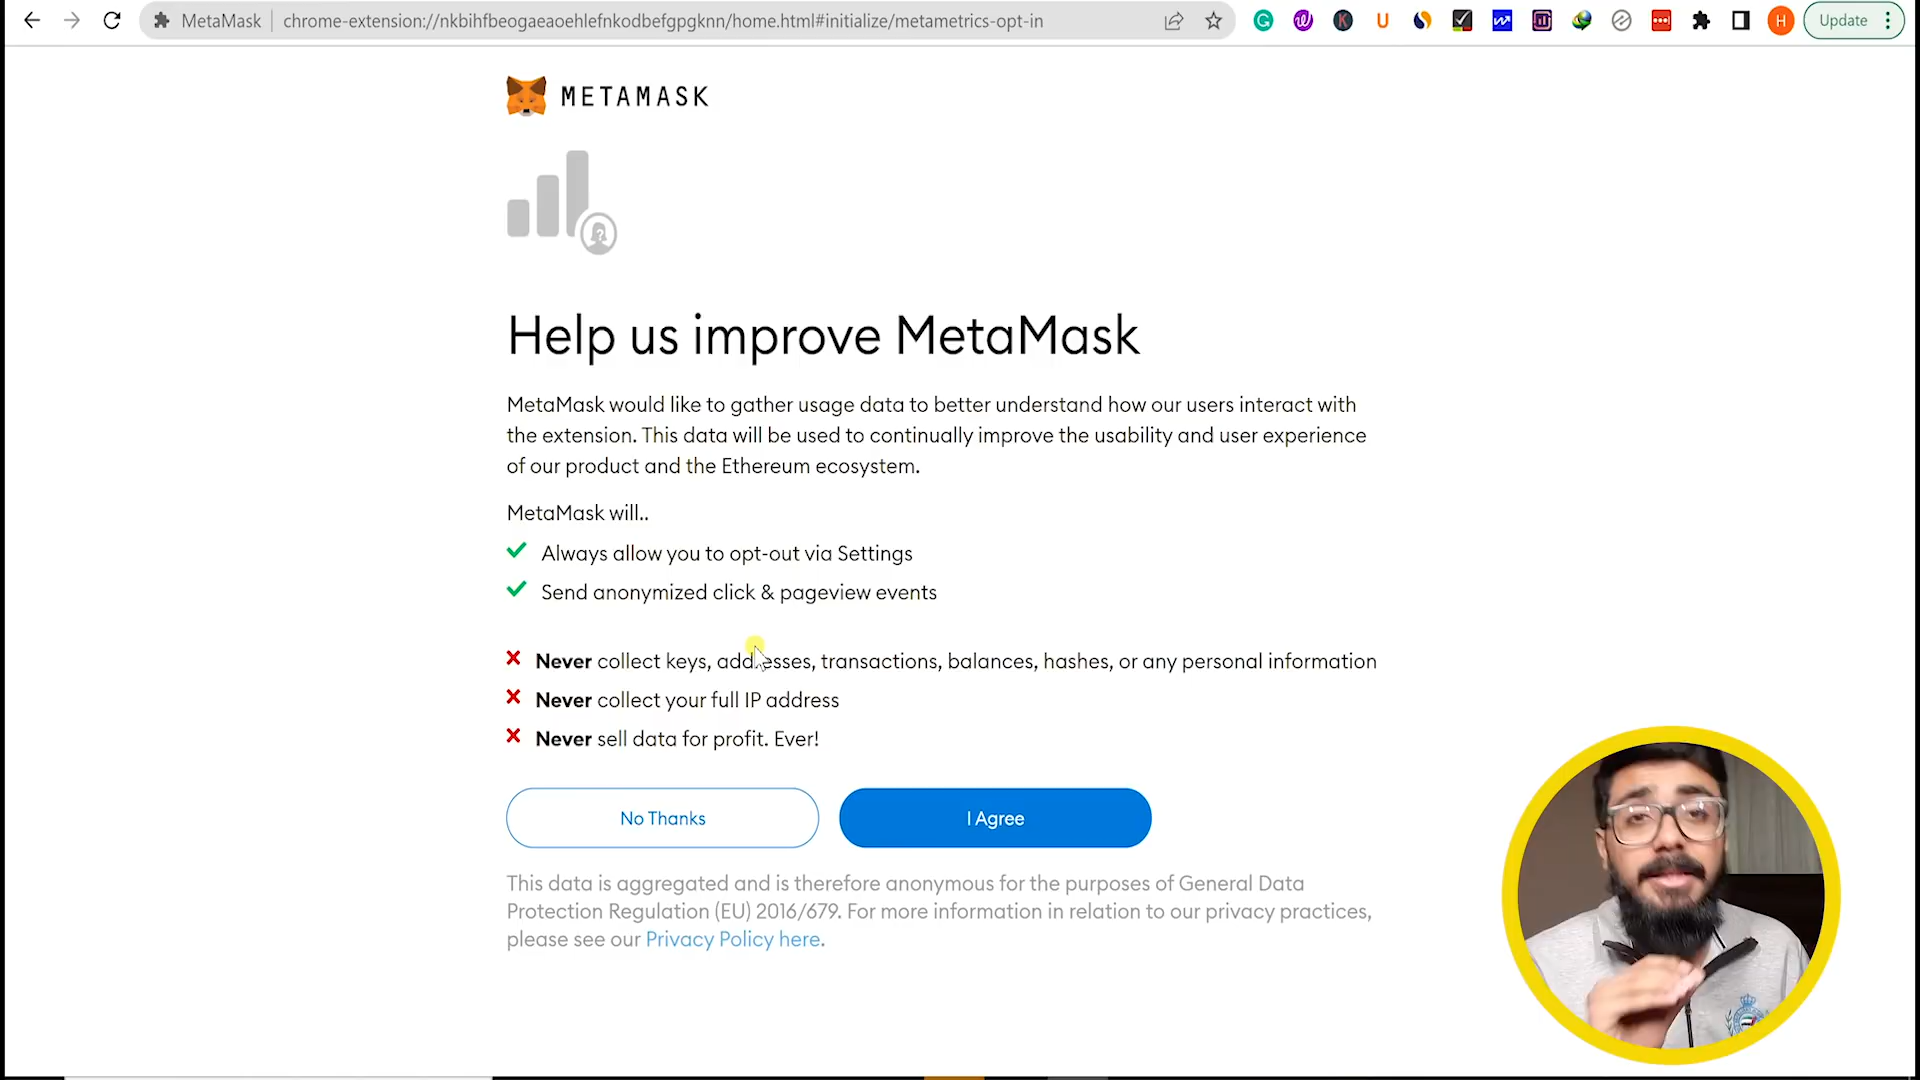 MetaMask chrome-extension://nkbihfbeogaeaoehlefnkodbefgpgknn/home.html#initialize/metametrics-opt-in
H
Update
METAMASK
Help us improve MetaMask
MetaMask would like to gather usage data to better understand how our users interact with
the extension. This data will be used to continually improve the usability and user experience
of our product and the Ethereum ecosystem.
MetaMask will..
Always allow you to opt-out via Settings
Send anonymized click & pageview events
Never collect keys, addresses, transactions, balances, hashes, or any personal information
Never collect your full IP address
Never sell data for profit. Ever!
No Thanks
I Agree
This data is aggregated and is therefore anonymous for the purposes of General Data
Protection Regulation (EU) 2016/679. For more information in relation to our privacy practices,
please see our Privacy Policy here.